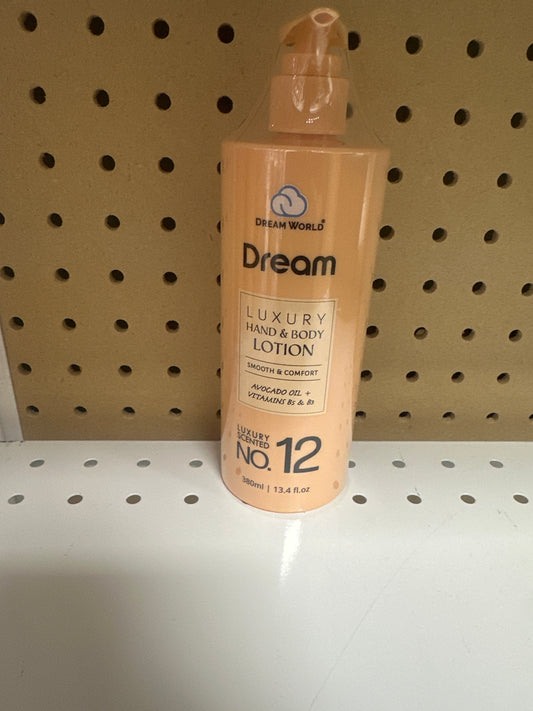 DREAM WORLD®
Dream
LUXURY
HAND & BODY
LOTION
SMOOTH & COMFORT
AVOCADO OIL +
VITAMINS B5 & B3
LUXURY
SCENTED
NO. 12
380ml | 13.4 fl.oz